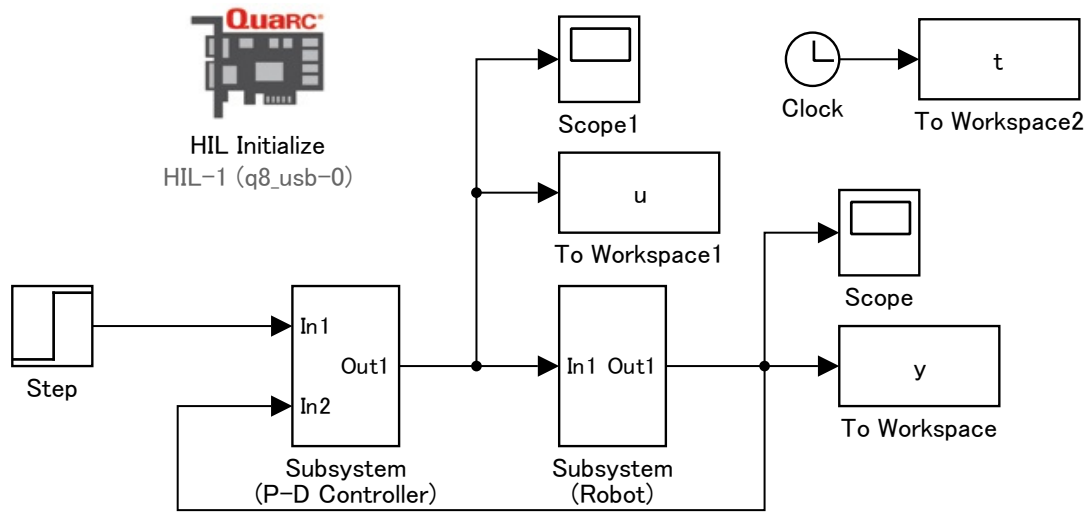 QUARC
HIL Initialize
HIL-1 (q8_usb-0)
Scope1
Clock
t
To Workspace2
u
To Workspace1
Scope
Step
In1
In2
Out1
Subsystem
(P-D Controller)
In1 Out1
Subsystem
(Robot)
y
To Workspace